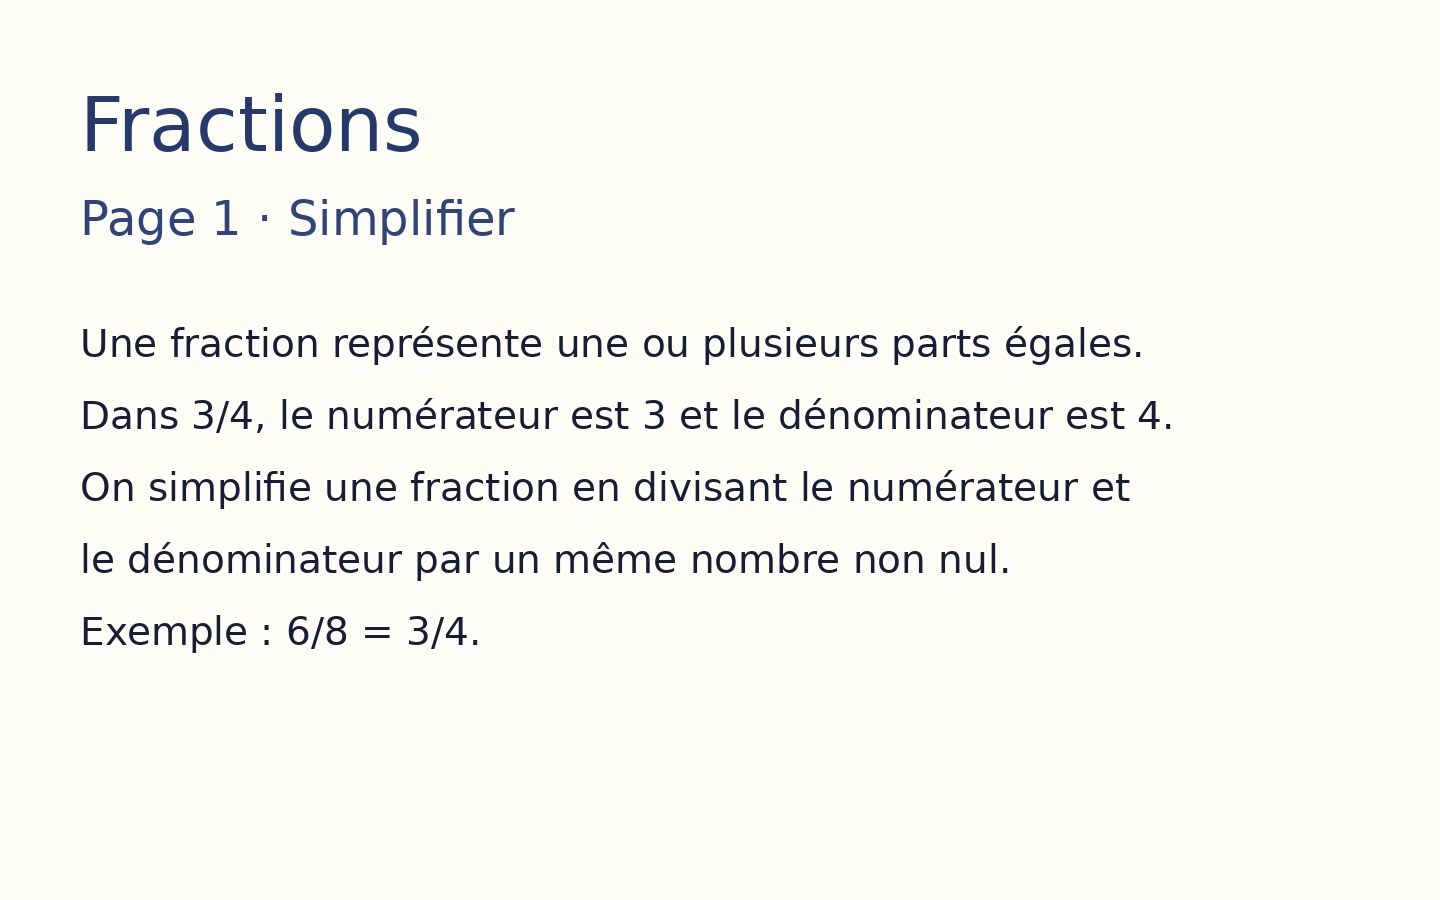 Fractions
Page 1 · Simplifier
Une fraction représente une ou plusieurs parts égales.
Dans 3/4, le numérateur est 3 et le dénominateur est 4.
On simplifie une fraction en divisant le numérateur et
le dénominateur par un même nombre non nul.
Exemple : 6/8 = 3/4.